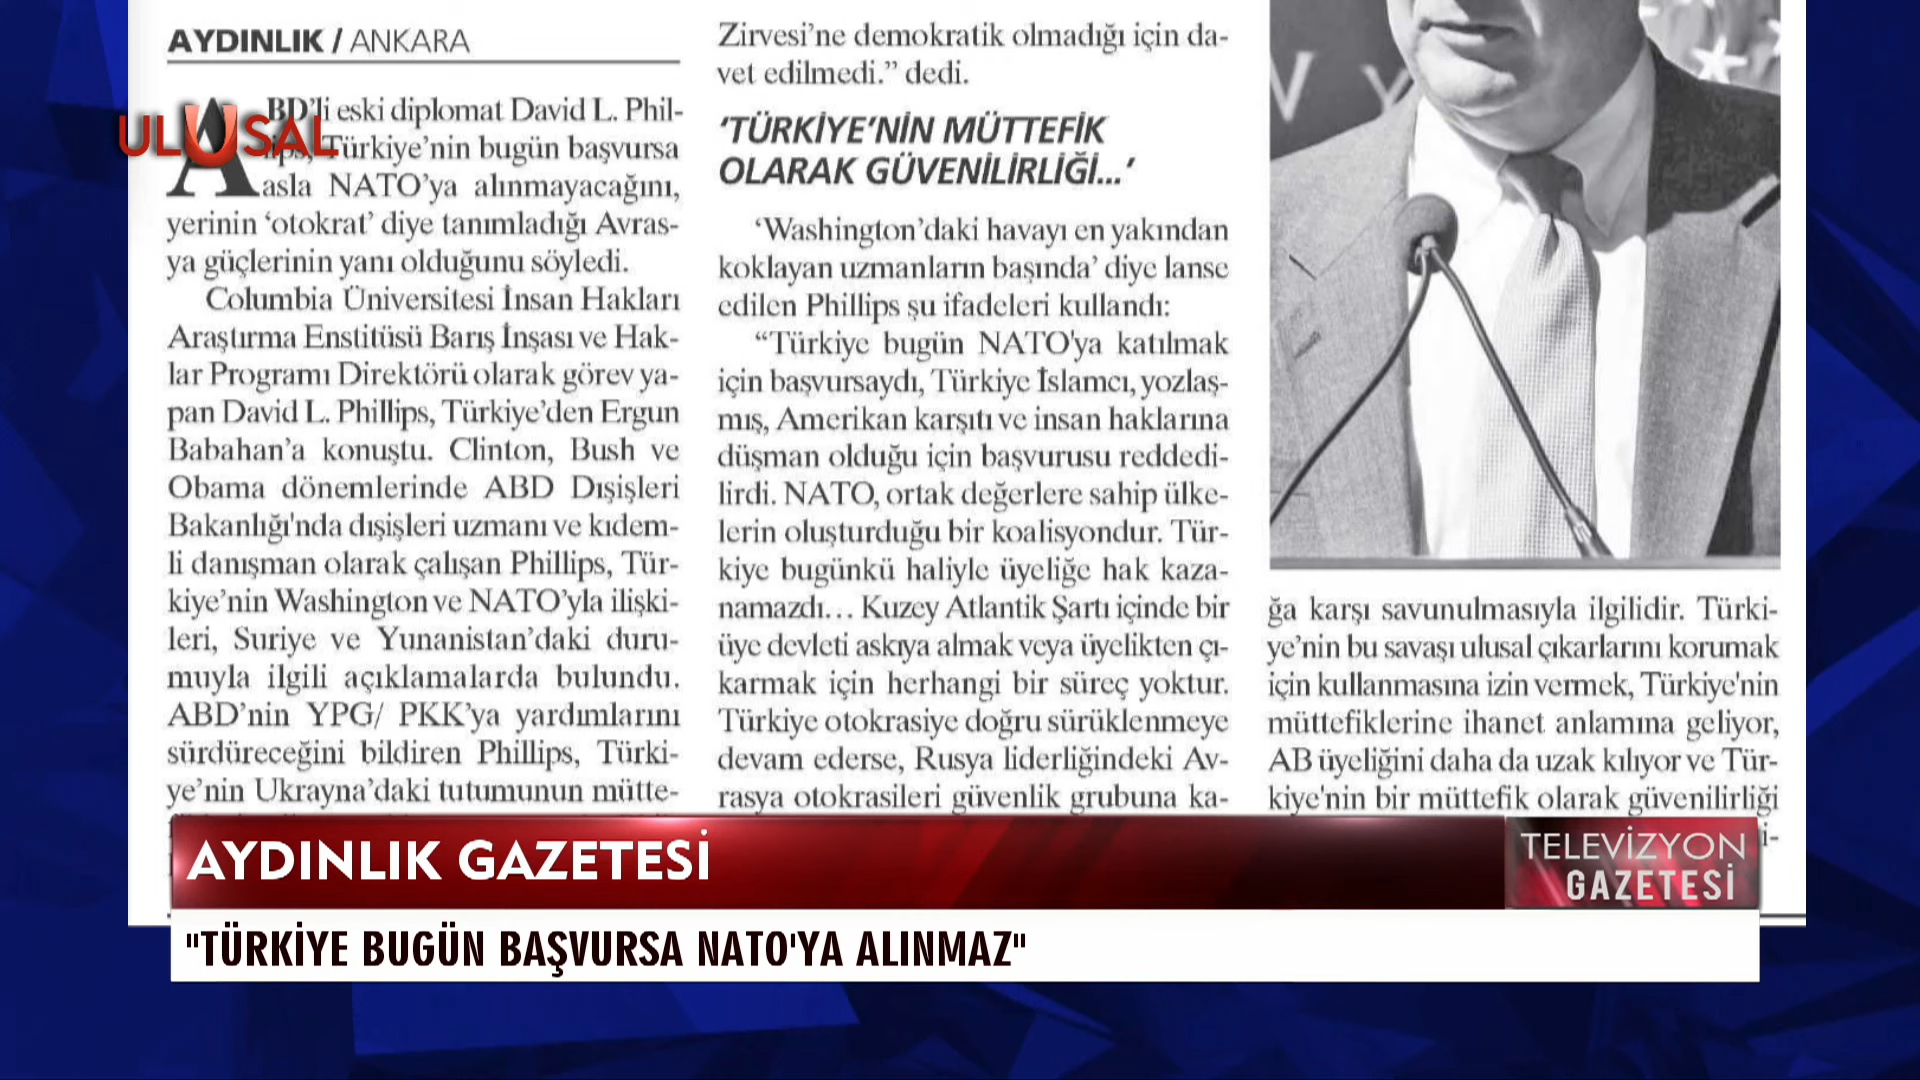 AYDINLIK / ANKARA
ABD'li eski diplomat David L. Phil-
lips, Türkiye'nin bugün başvursa
asla NATO'ya alınmayacağını,
yerinin 'otokrat' diye tanımladığı Avras-
ya güçlerinin yanı olduğunu söyledi.
Columbia Üniversitesi İnsan Hakları
Araştırma Enstitüsü Barış İnşası ve Hak-
lar Programı Direktörü olarak görev ya-
pan David L. Phillips, Türkiye'den Ergun
Babahan'a konuştu. Clinton, Bush ve
Obama dönemlerinde ABD Dışişleri
Bakanlığı'nda dışişleri uzmanı ve kıdem-
li danışman olarak çalışan Phillips, Tür-
kiye'nin Washington ve NATO'yla ilişki-
leri, Suriye ve Yunanistan'daki duru-
muyla ilgili açıklamalarda bulundu.
ABD'nin YPG/ PKK'ya yardımlarını
sürdüreceğini bildiren Phillips, Türki-
ye'nin Ukrayna'daki tutumunun mütte-
Zirvesi'ne demokratik olmadığı için da-
vet edilmedi." dedi.
'TÜRKİYE'NİN MÜTTEFİK
OLARAK GÜVENİLİRLİĞİ...'
'Washington'daki havayı en yakından
koklayan uzmanların başında' diye lanse
edilen Phillips şu ifadeleri kullandı:
"Türkiye bugün NATO'ya katılmak
için başvursaydı, Türkiye İslamcı, yozlaş-
mış, Amerikan karşıtı ve insan haklarına
düşman olduğu için başvurusu reddedi-
lirdi. NATO, ortak değerlere sahip ülke-
lerin oluşturduğu bir koalisyondur. Tür-
kiye bugünkü haliyle üyeliğe hak kaza-
namazdı… Kuzey Atlantik Şartı içinde bir
üye devleti askıya almak veya üyelikten çı-
karmak için herhangi bir süreç yoktur.
Türkiye otokrasiye doğru sürüklenmeye
devam ederse, Rusya liderliğindeki Av-
rasya otokrasileri güvenlik grubuna ka-
ğa karşı savunulmasıyla ilgilidir. Türki-
ye'nin bu savaşı ulusal çıkarlarını korumak
için kullanmasına izin vermek, Türkiye'nin
müttefiklerine ihanet anlamına geliyor,
AB üyeliğini daha da uzak kılıyor ve Tür-
kiye'nin bir müttefik olarak güvenilirliği
ULUSAL
AYDINLIK GAZETESİ
TELEVİZYON
GAZETESİ
"TÜRKİYE BUGÜN BAŞVURSA NATO'YA ALINMAZ"